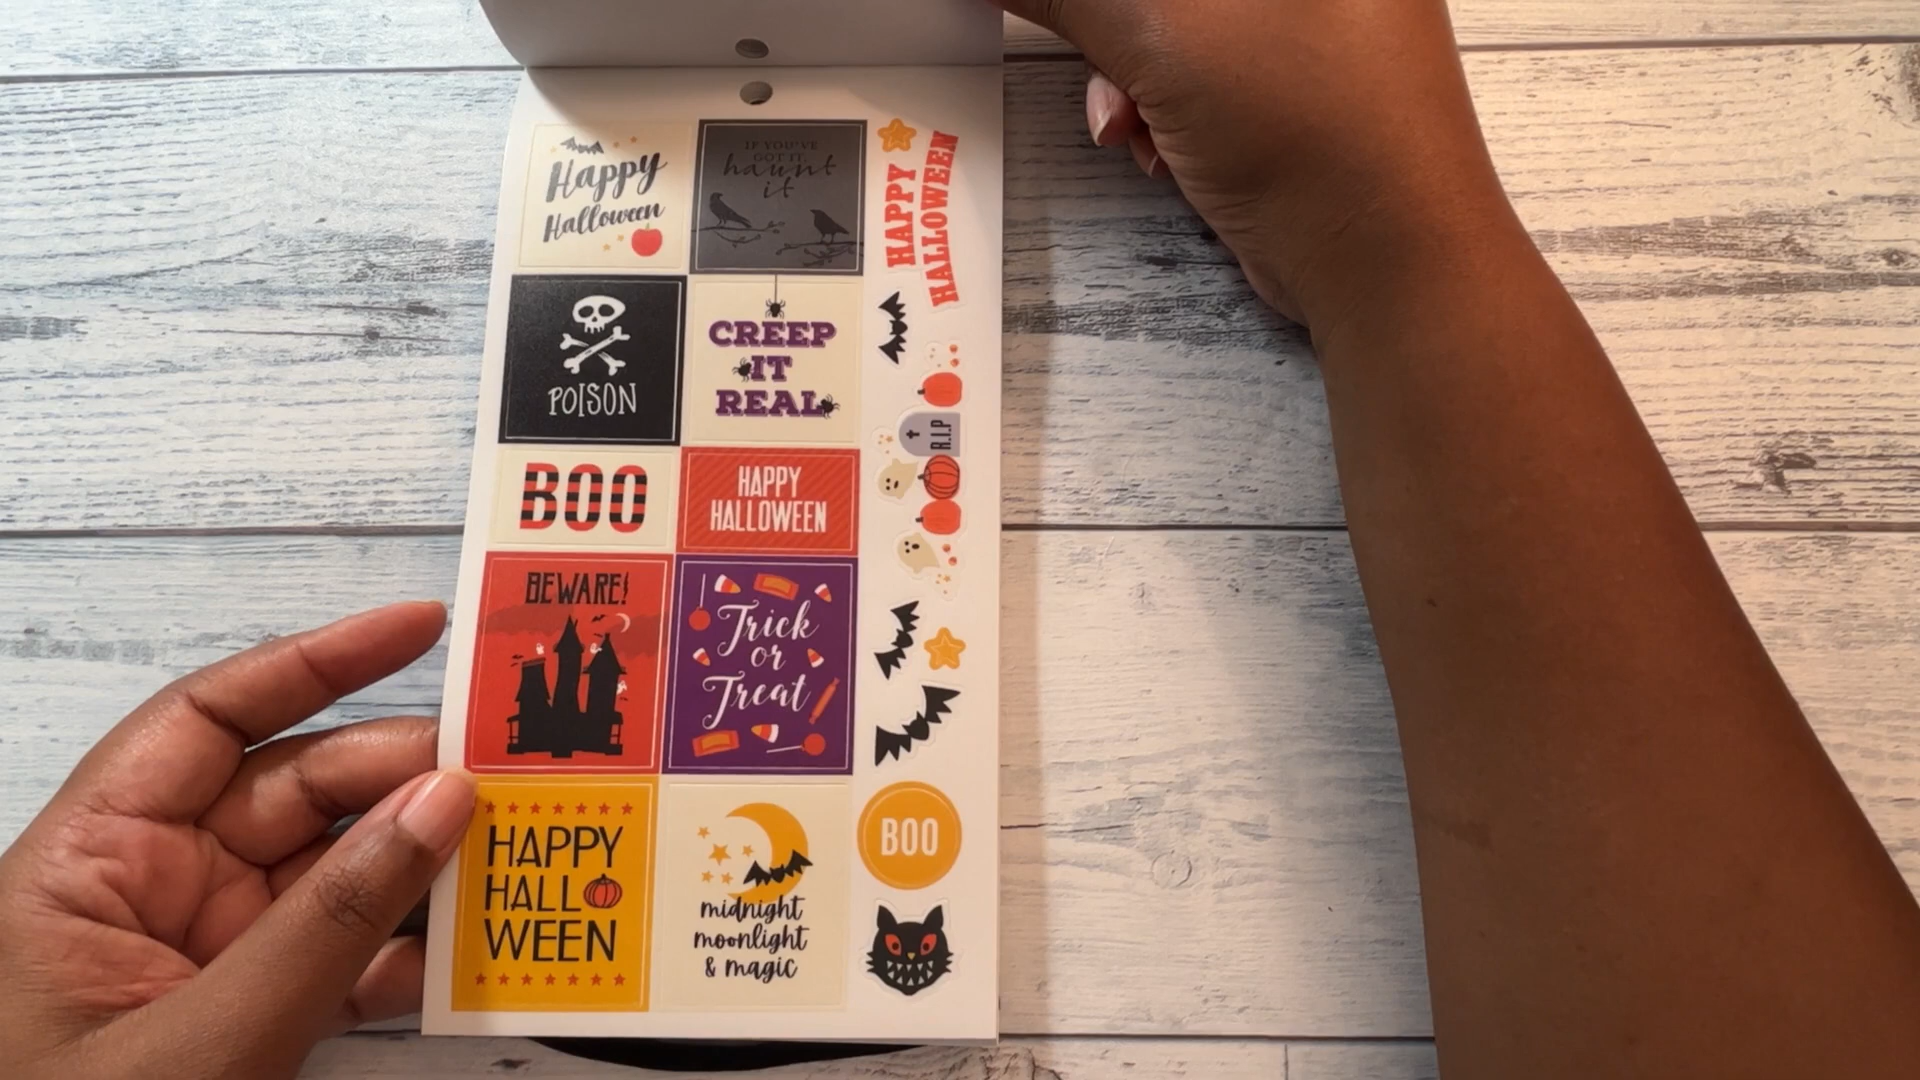 Happy
Halloween
IF YOU'VE
GOT IT,
haunt
it
HAPPY
HALLOWEEN
POISON
CREEP
IT
REAL
R.I.P
BOO
HAPPY
HALLOWEEN
BEWARE!
Trick
or
Treat
HAPPY
HALL
WEEN
midnight
moonlight
& magic
BOO